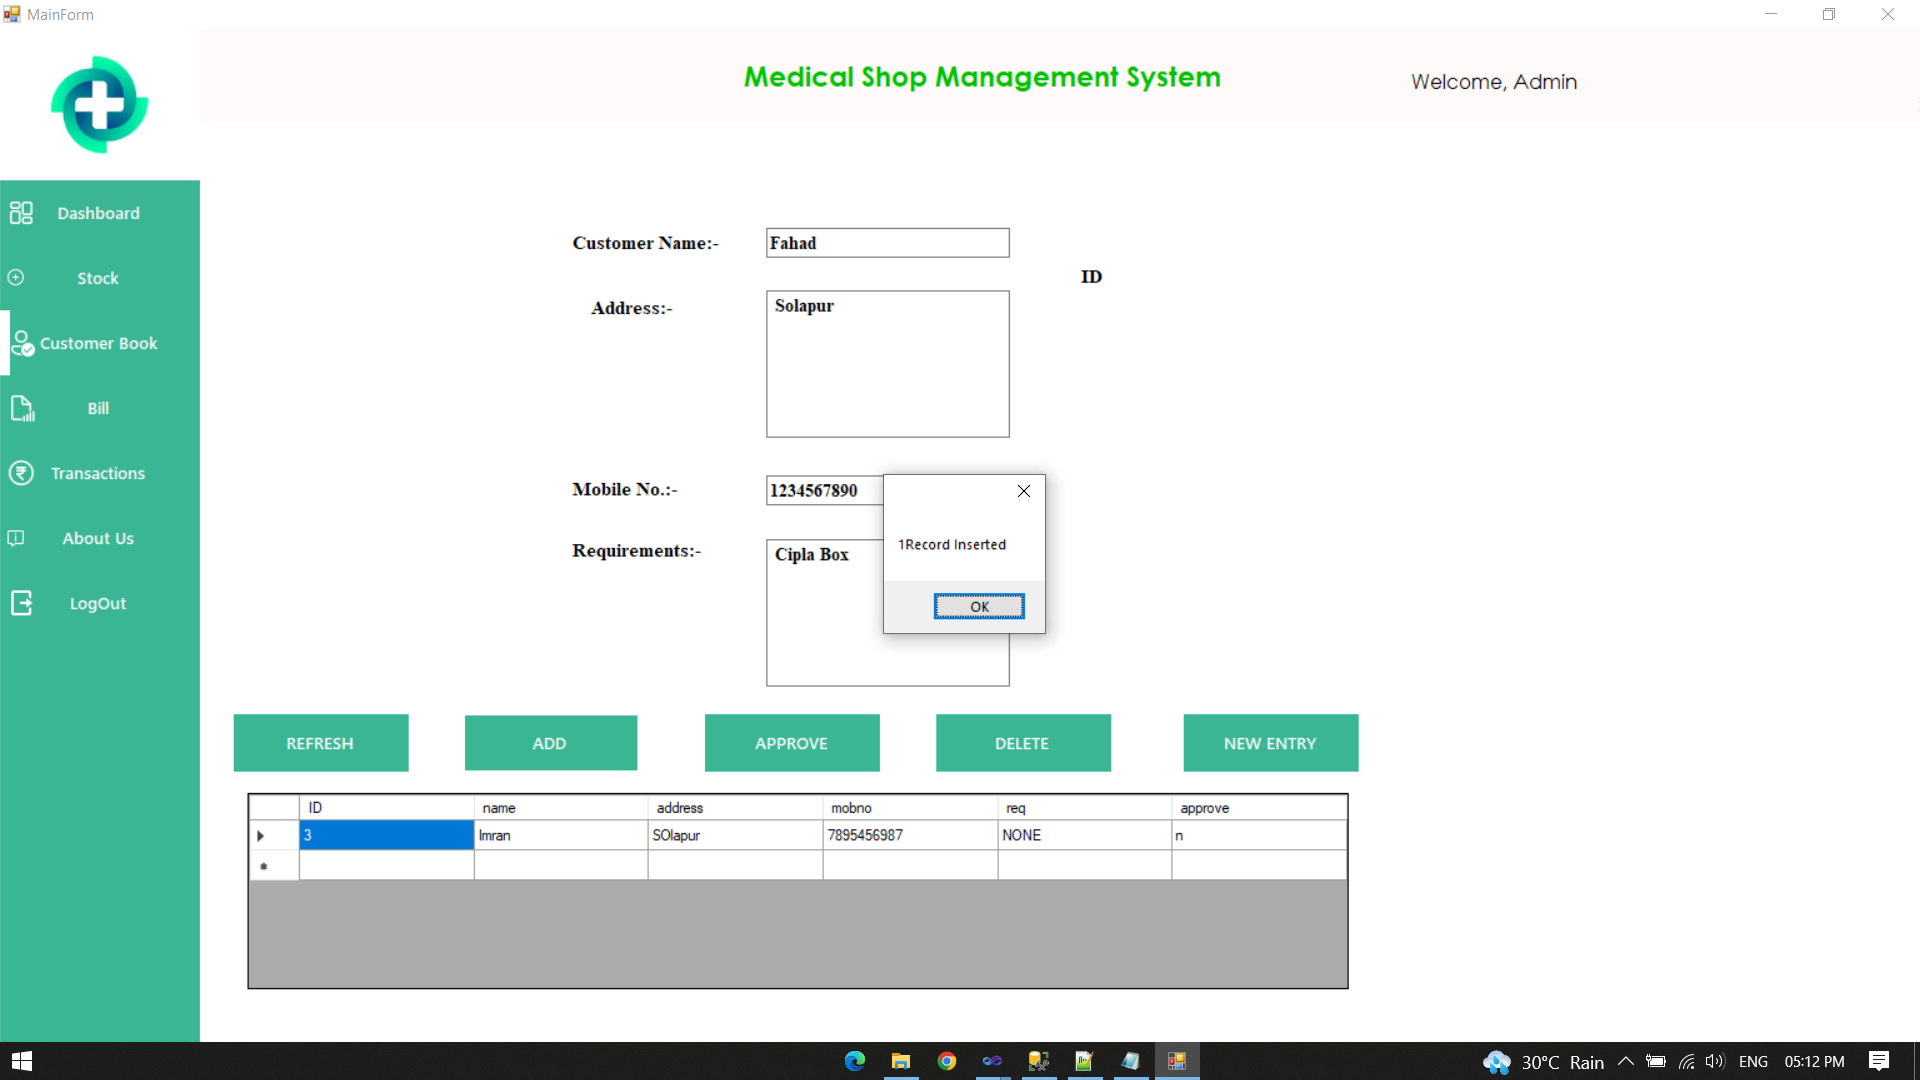 MainForm
Medical Shop Management System
Welcome, Admin
Dashboard
Stock
Customer Book
Bill
₹ Transactions
About Us
LogOut
Customer Name:- Fahad
ID
Address:- Solapur
Mobile No.:- 1234567890
Requirements:- Cipla Box
1Record Inserted
OK
REFRESH ADD APPROVE DELETE NEW ENTRY
ID name address mobno req approve
3 Imran SOlapur 7895456987 NONE n
30°C Rain ENG 05:12 PM